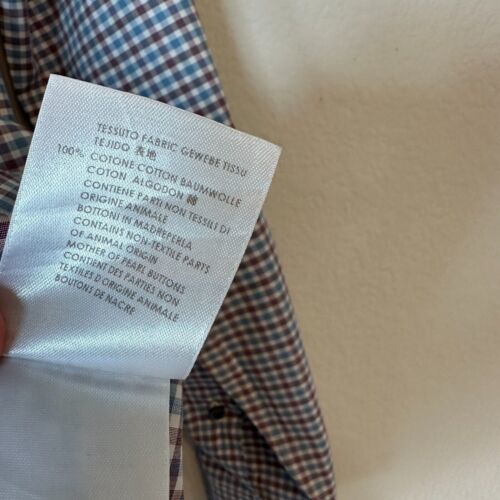 TESSUTO FABRIC GEWEBE TISSU
TEJIDO 表地
100% COTONE COTTON BAUMWOLLE
COTON ALGODON 綿
CONTIENE PARTI NON TESSILI DI
ORIGINE ANIMALE
BOTTONI IN MADREPERLA
CONTAINS NON-TEXTILE PARTS
OF ANIMAL ORIGIN
MOTHER OF PEARL BUTTONS
CONTIENT DES PARTIES NON
TEXTILES D'ORIGINE ANIMALE
BOUTONS DE NACRE